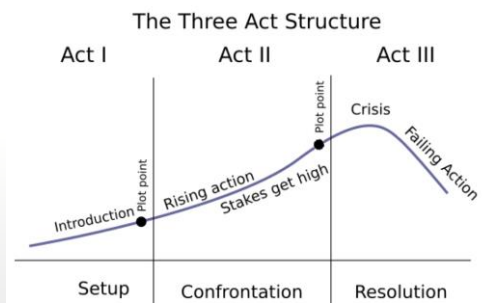 The Three Act Structure
Act I
Act II
Act III
Introduction
Plot point
Rising action
Stakes get high
Plot point
Crisis
Failing Action
Setup
Confrontation
Resolution